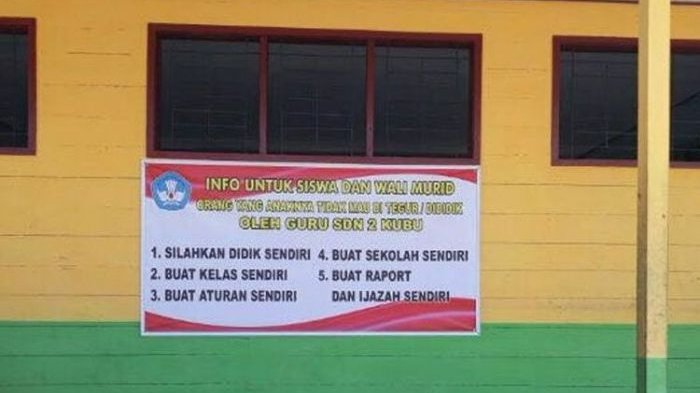 INFO UNTUK SISWA DAN WALI MURID
ORANG YANG ANAKNYA TIDAK MAU DI TEGUR/ DIDIDIK
OLEH GURU SDN 2 KUBU
1. SILAHKAN DIDIK SENDIRI
2. BUAT KELAS SENDIRI
3. BUAT ATURAN SENDIRI
4. BUAT SEKOLAH SENDIRI
5. BUAT RAPORT
DAN IJAZAH SENDIRI